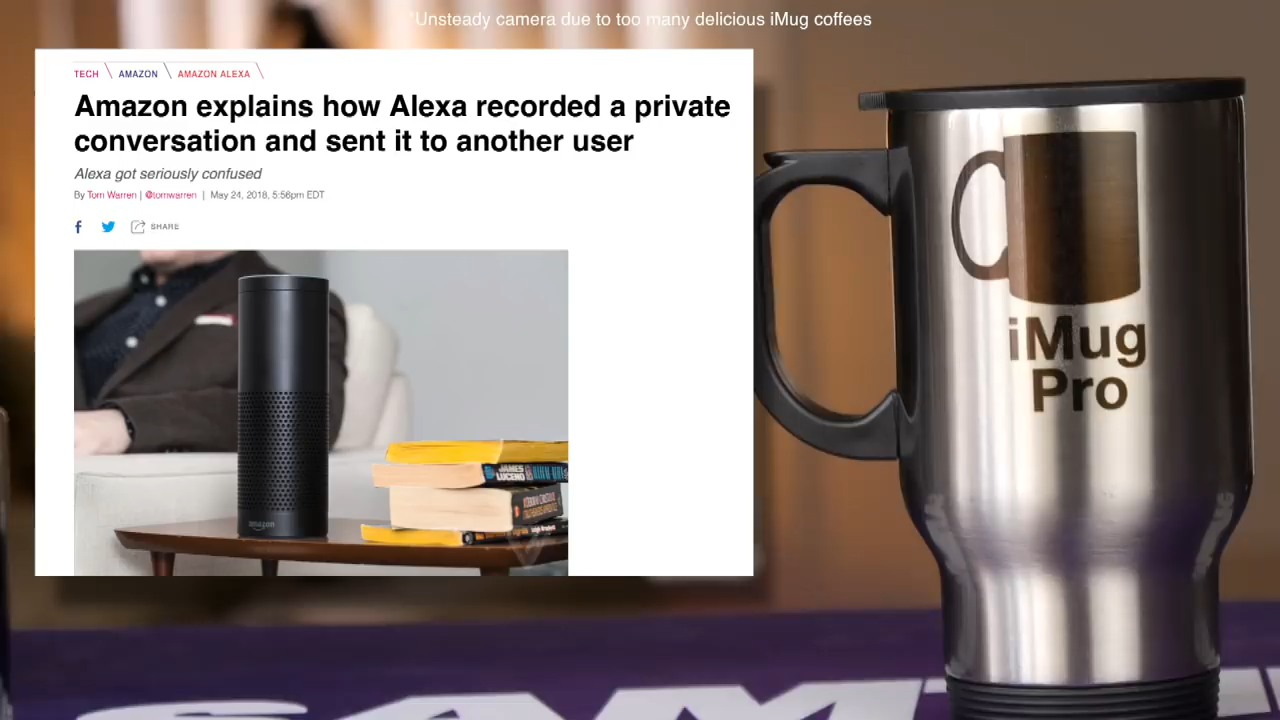 *Unsteady camera due to too many delicious iMug coffees
TECH AMAZON AMAZON ALEXA
Amazon explains how Alexa recorded a private
conversation and sent it to another user
Alexa got seriously confused
By Tom Warren | @tomwarren | May 24, 2018, 5:56pm EDT
SHARE
amazon
JAMES
LUCENO
iMug
Pro